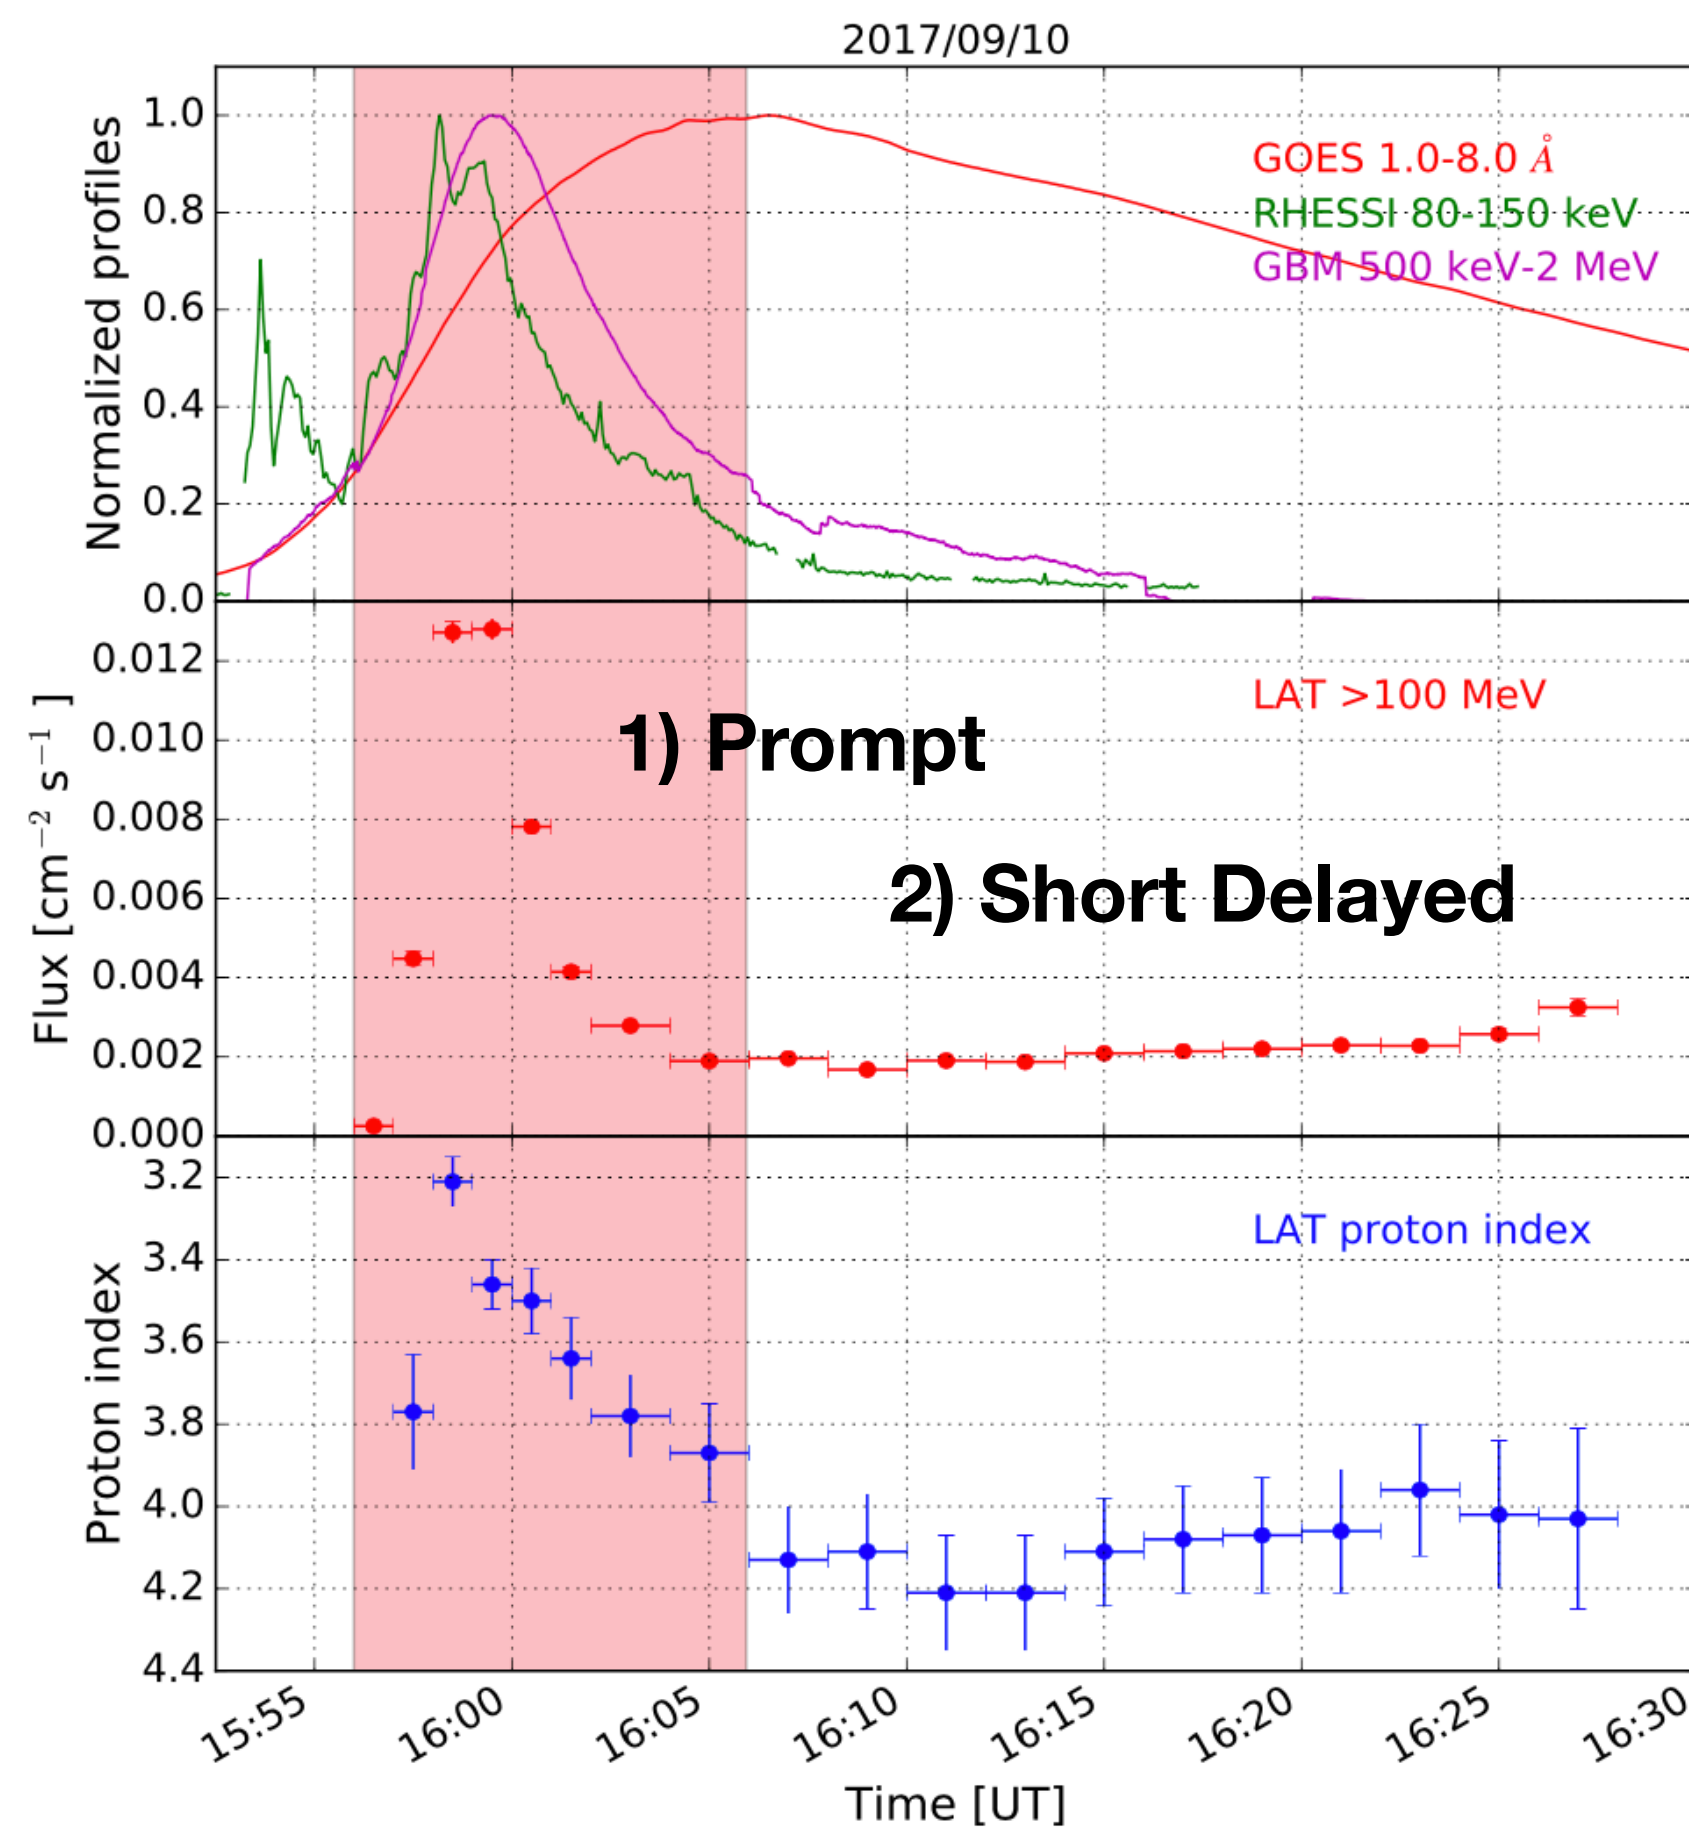 2017/09/10
Normalized profiles
1.0
0.8
0.6
0.4
0.2
0.0
GOES 1.0-8.0 Å
RHESSI 80-150 keV
GBM 500 keV-2 MeV
Flux [cm⁻² s⁻¹ ]
0.012
0.010
0.008
0.006
0.004
0.002
0.000
LAT >100 MeV
1) Prompt
2) Short Delayed
Proton index
3.2
3.4
3.6
3.8
4.0
4.2
4.4
LAT proton index
15:55 16:00 16:05 16:10 16:15 16:20 16:25 16:30
Time [UT]